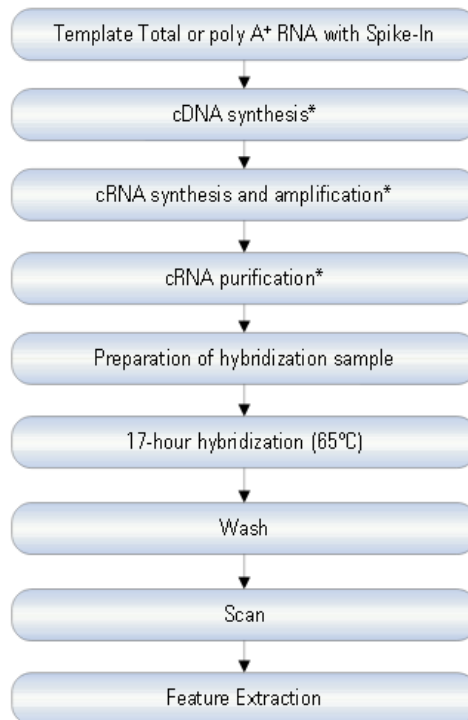 Template Total or poly A⁺ RNA with Spike-In
cDNA synthesis*
cRNA synthesis and amplification*
cRNA purification*
Preparation of hybridization sample
17-hour hybridization (65ºC)
Wash
Scan
Feature Extraction